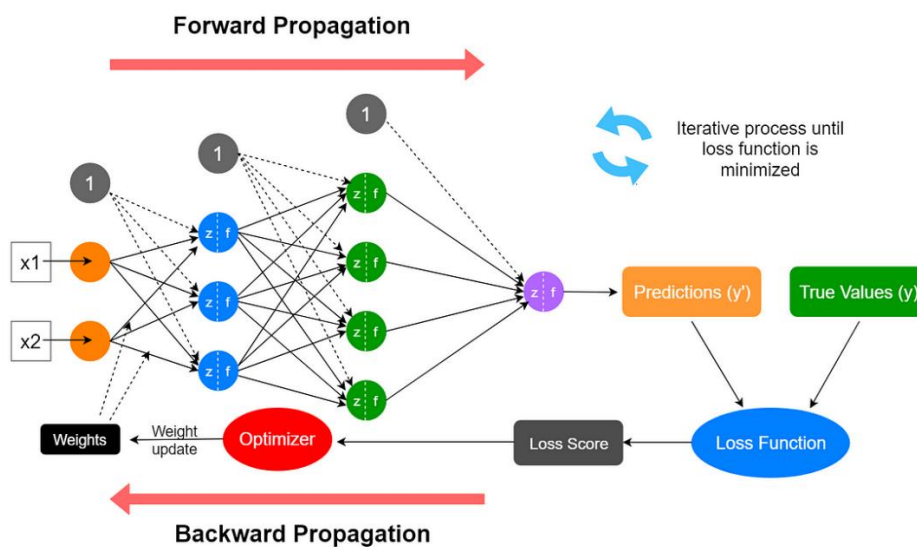 Forward Propagation
1
1
1
Iterative process until
loss function is
minimized
x1
x2
z f
z f
z f
z f
z f
z f
z f
z f
Predictions (y')
True Values (y)
Weights
Weight
update
Optimizer
Loss Score
Loss Function
Backward Propagation